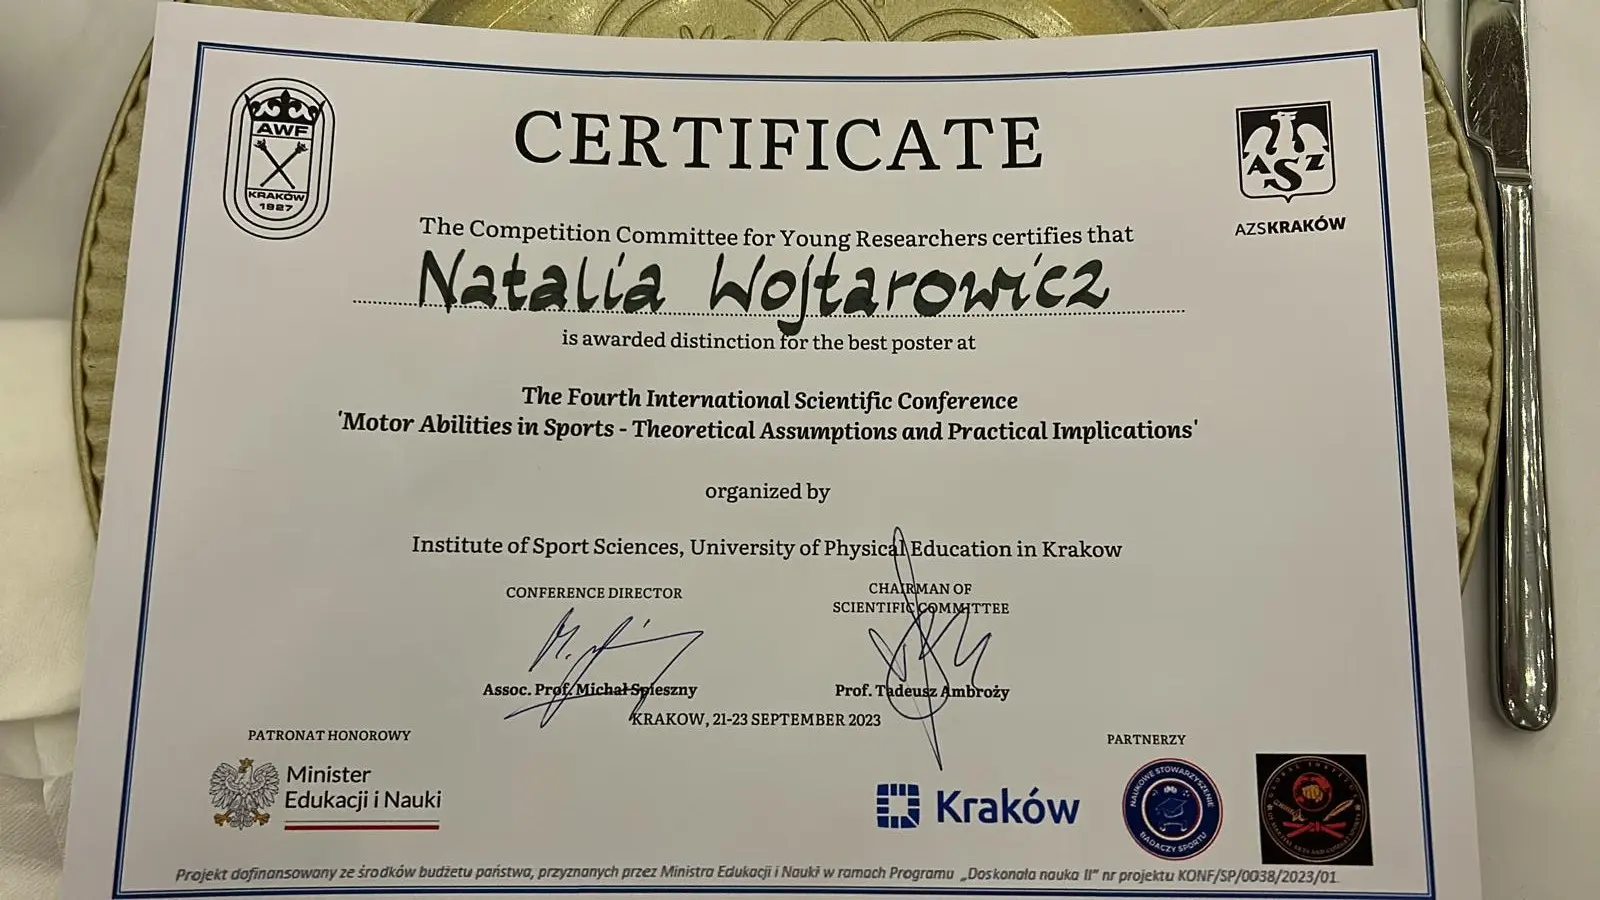 AWF
KRAKÓW
1927
CERTIFICATE
ASZ
AZSKRAKÓW
The Competition Committee for Young Researchers certifies that
Natalia Wojtarowicz
is awarded distinction for the best poster at
The Fourth International Scientific Conference
'Motor Abilities in Sports - Theoretical Assumptions and Practical Implications'
organized by
Institute of Sport Sciences, University of Physical Education in Krakow
CONFERENCE DIRECTOR
CHAIRMAN OF
SCIENTIFIC COMMITTEE
Assoc. Prof. Michał Spieszny
Prof. Tadeusz Ambroży
KRAKOW, 21-23 SEPTEMBER 2023
PATRONAT HONOROWY
Minister
Edukacji i Nauki
Kraków
PARTNERZY
NAUKOWE STOWARZYSZENIE
BADACZY SPORTU
Projekt dofinansowany ze środków budżetu państwa, przyznanych przez Ministra Edukacji i Nauki w ramach Programu „Doskonała nauka II" nr projektu KONF/SP/0038/2023/01.